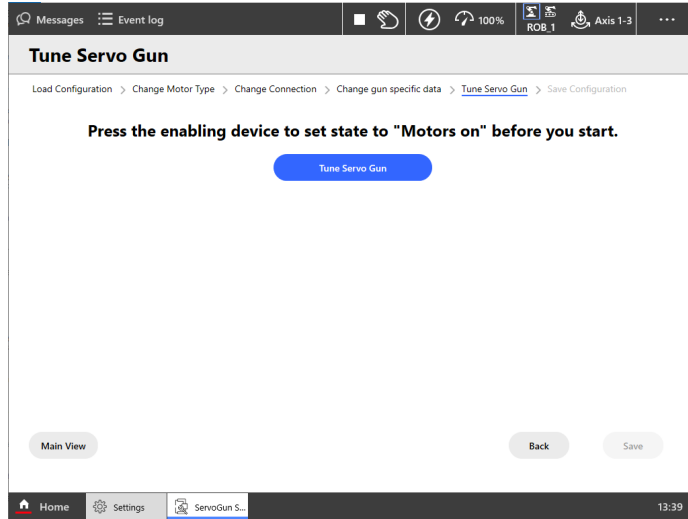 Messages Event log 100% ROB_1 Axis 1-3 ...
Tune Servo Gun
Load Configuration > Change Motor Type > Change Connection > Change gun specific data > Tune Servo Gun > Save Configuration
Press the enabling device to set state to "Motors on" before you start.
Tune Servo Gun
Main View Back Save
Home Settings ServoGun S... 13:39